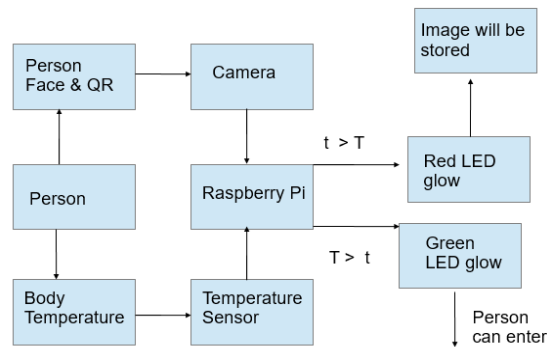 Image will be
stored
Person
Face & QR
Camera
t > T
Red LED
glow
Person
Raspberry Pi
Green
LED glow
T > t
Body
Temperature
Temperature
Sensor
Person
can enter